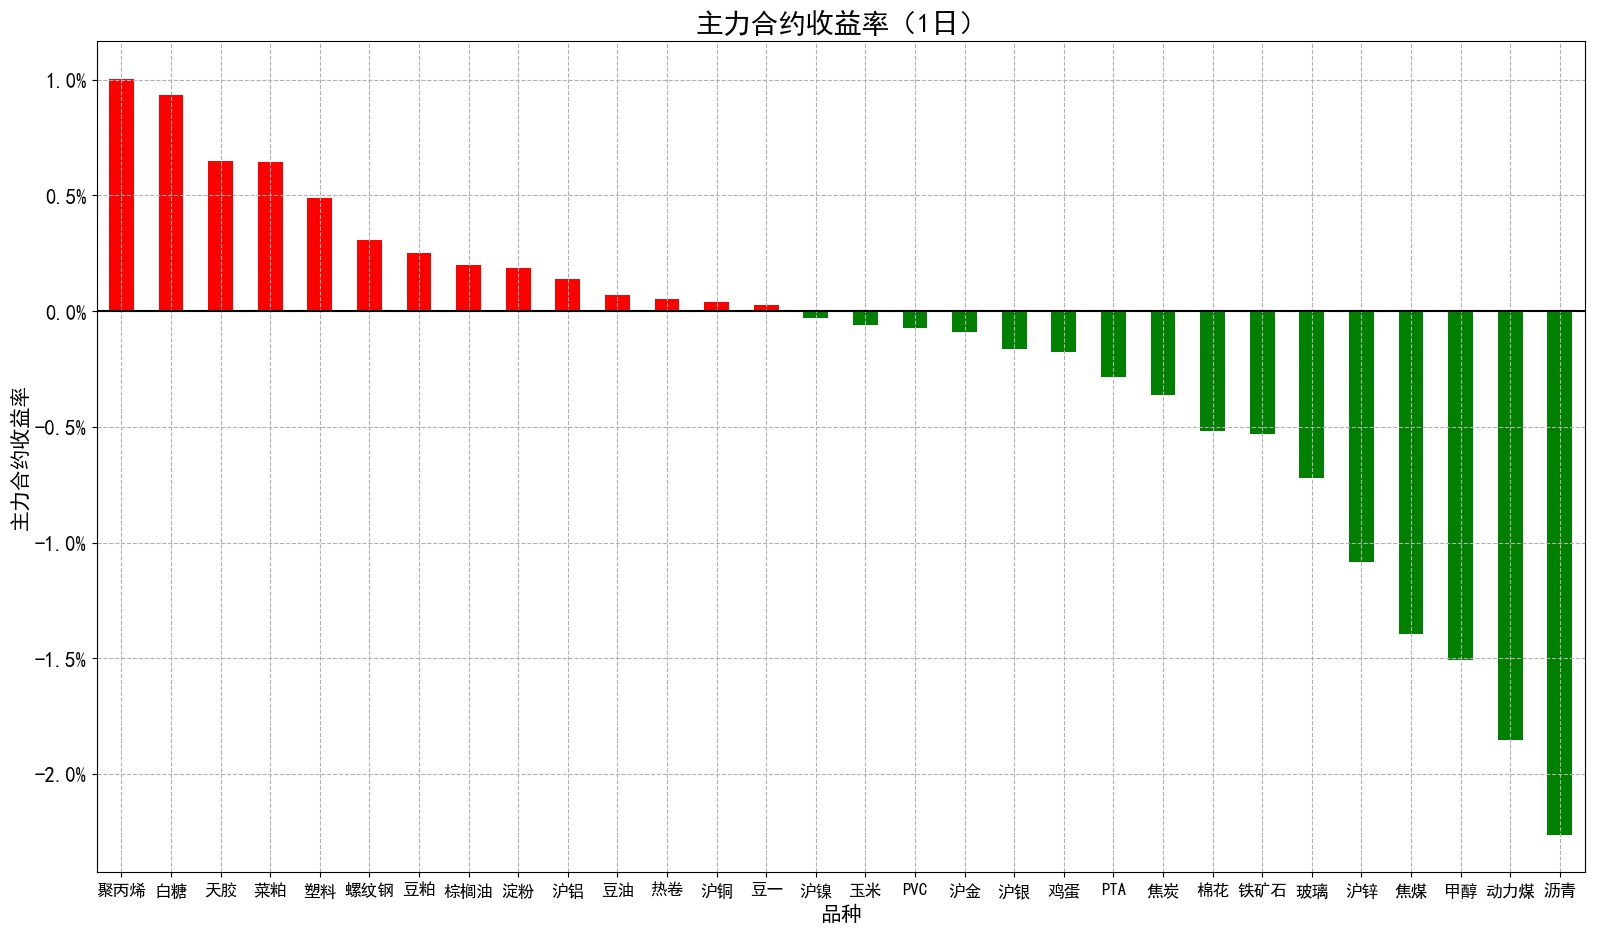 主力合约收益率（1日）
1.0%
0.5%
0.0%
−0.5%
−1.0%
−1.5%
−2.0%
主力合约收益率
聚丙烯 白糖 天胶 菜粕 塑料 螺纹钢 豆粕 棕榈油 淀粉 沪铝 豆油 热卷 沪铜 豆一 沪镍 玉米 PVC 沪金 沪银 鸡蛋 PTA 焦炭 棉花 铁矿石 玻璃 沪锌 焦煤 甲醇 动力煤 沥青
品种